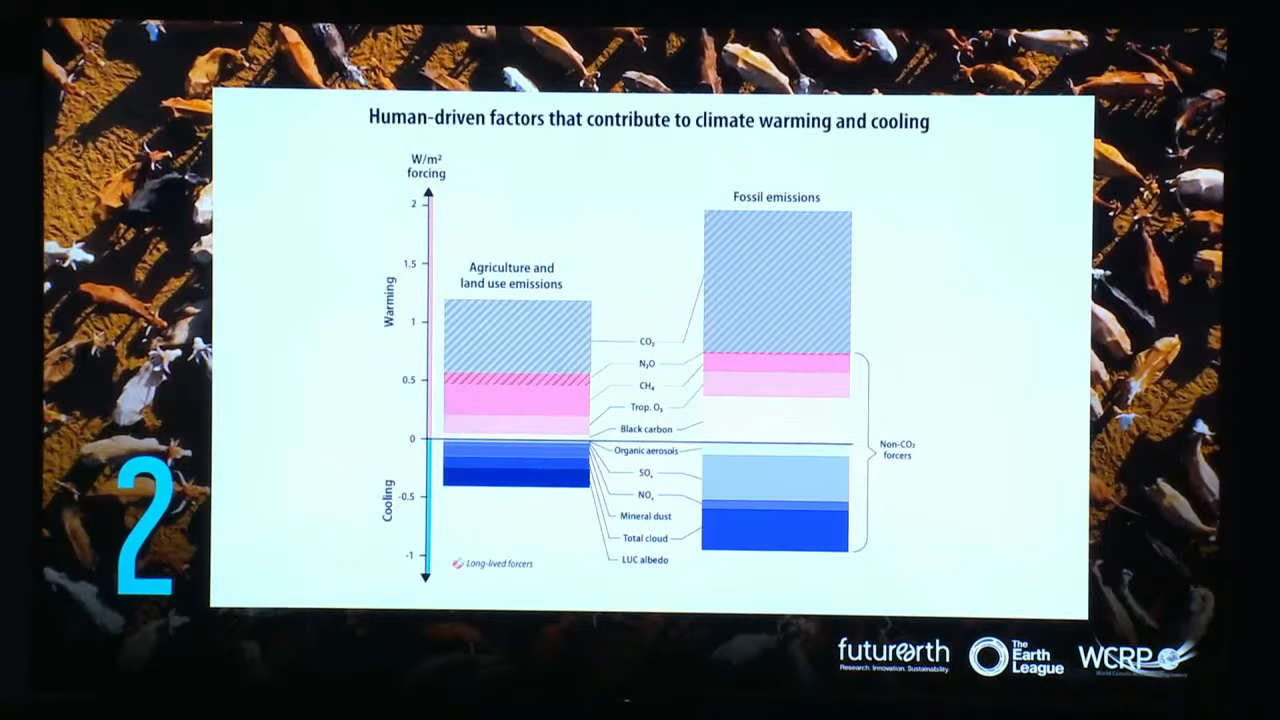 Human-driven factors that contribute to climate warming and cooling
W/m²
forcing
2
1.5
1
0.5
0
-0.5
-1
Warming
Cooling
Agriculture and
land use emissions
Fossil emissions
CO₂
N₂O
CH₄
Trop. O₃
Black carbon
Organic aerosols
SOₓ
NOₓ
Mineral dust
Total cloud
LUC albedo
Non-CO₂
forcers
Long-lived forcers
2
futurerth
Research. Innovation. Sustainability.
The
Earth
League
WCRP